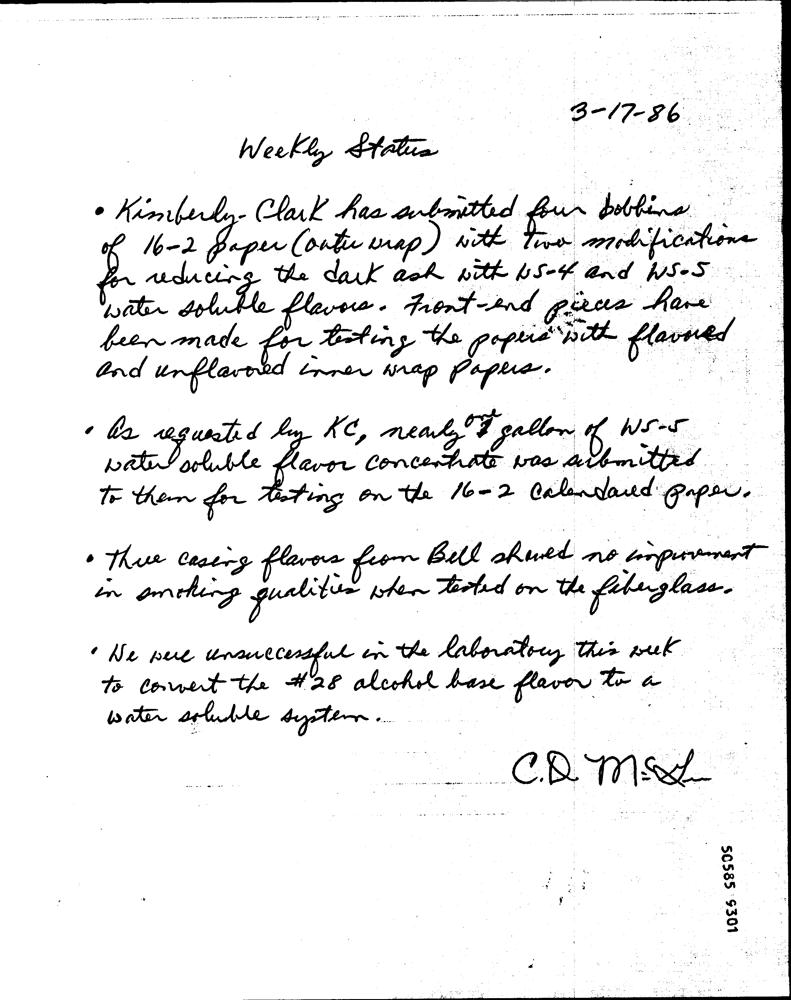 3-17-86
Weekly Status
• Kimberly-Clark has submitted four bobbins
of 16-2 paper (outer wrap) with two modifications
for reducing the dark ash with WS-4 and WS-5
water soluble flavors. Front-end pieces have
been made for testing the papers with flavored
and unflavored inner wrap papers.
• As requested by KC, nearly one gallon of WS-5
water soluble flavor concentrate was submitted
to them for testing on the 16-2 calendared paper.
• Three casing flavors from Bell showed no improvement
in smoking qualities when tested on the fiberglass.
• We were unsuccessful in the laboratory this week
to convert the #28 alcohol base flavor to a
water soluble system.
C.D.
50585 9301